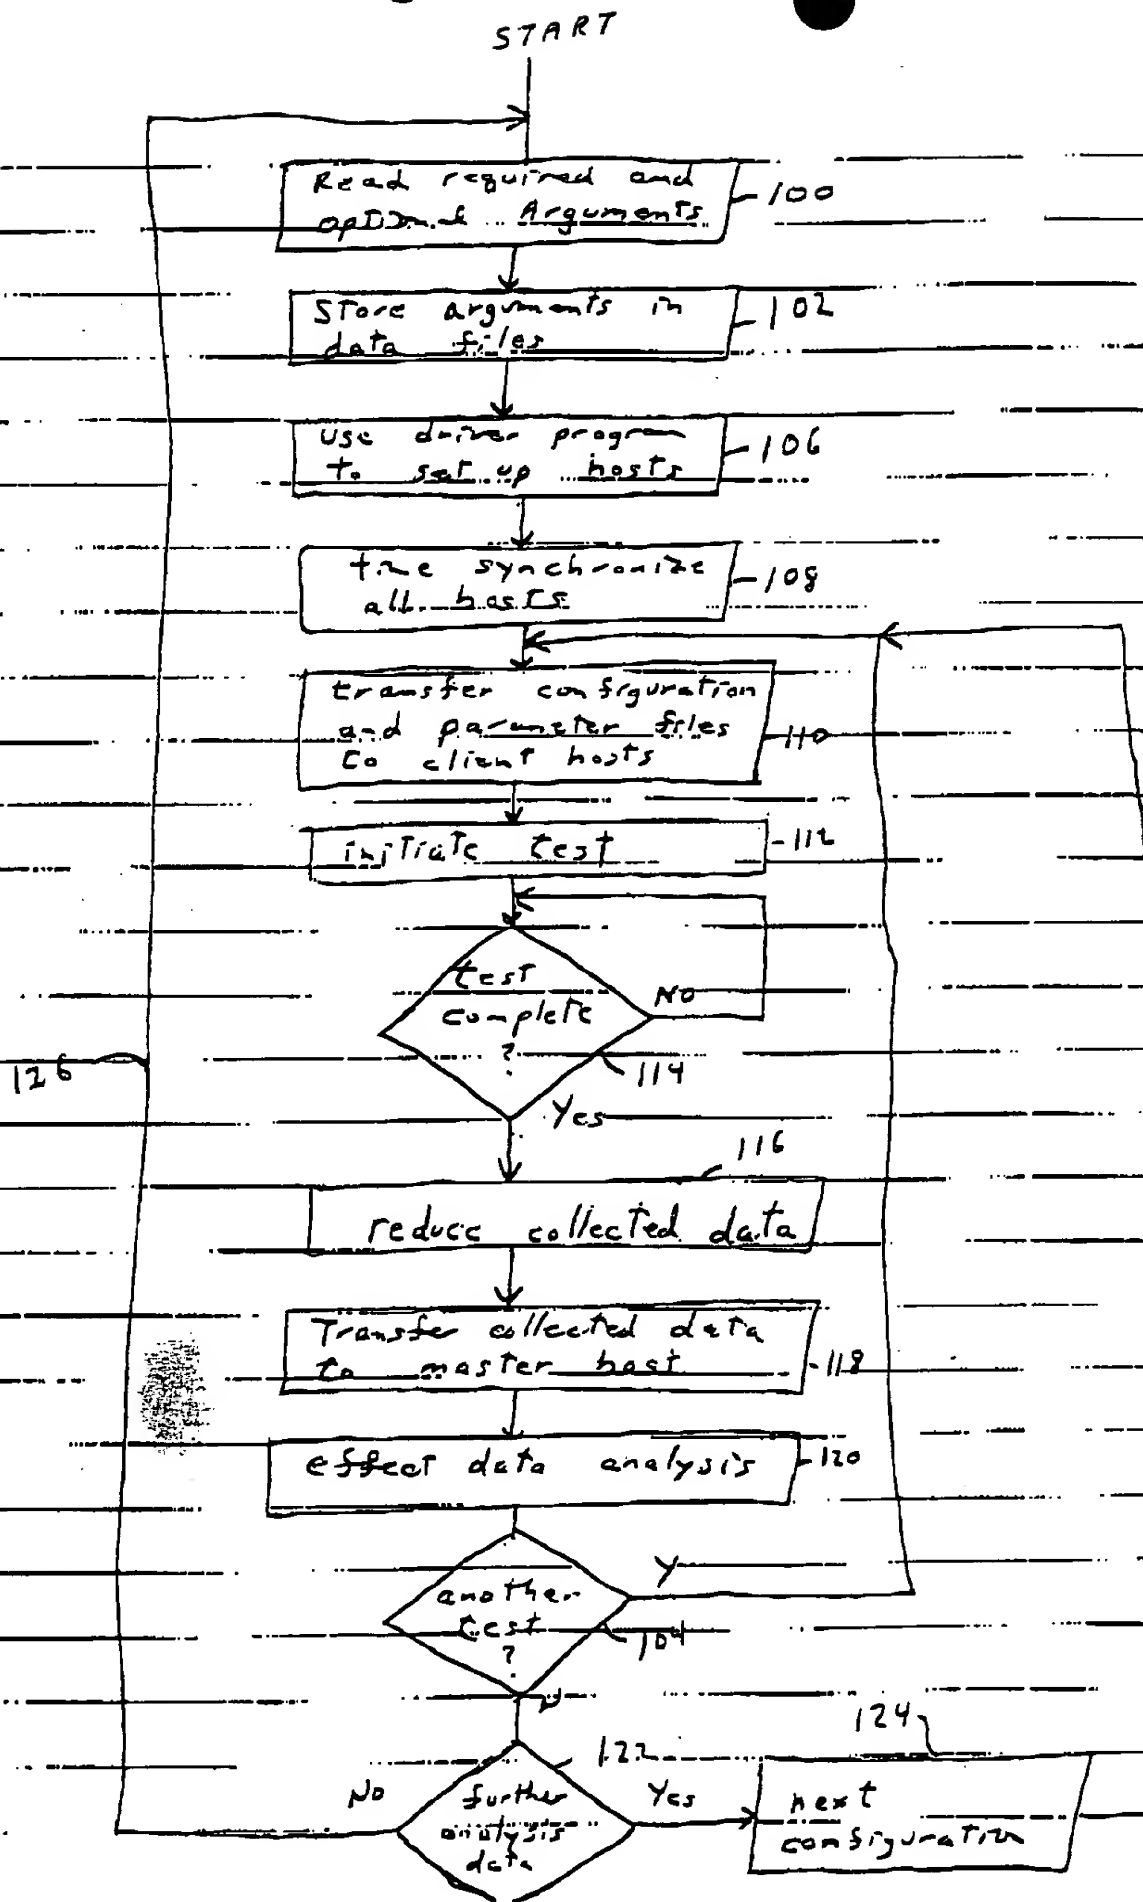 START
Read required and
optional Arguments
100
Store arguments in
data files
102
use driver program
to set up hosts
106
time synchronize
all hosts
108
transfer configuration
and parameter files
to client hosts
110
initiate test
112
test
complete
?
No
114
126
Yes
116
reduce collected data
Transfer collected data
to master host
118
effect data analysis
120
another
test
?
Y
104
N
124
122
No
further
analysis
data
Yes
next
configuration